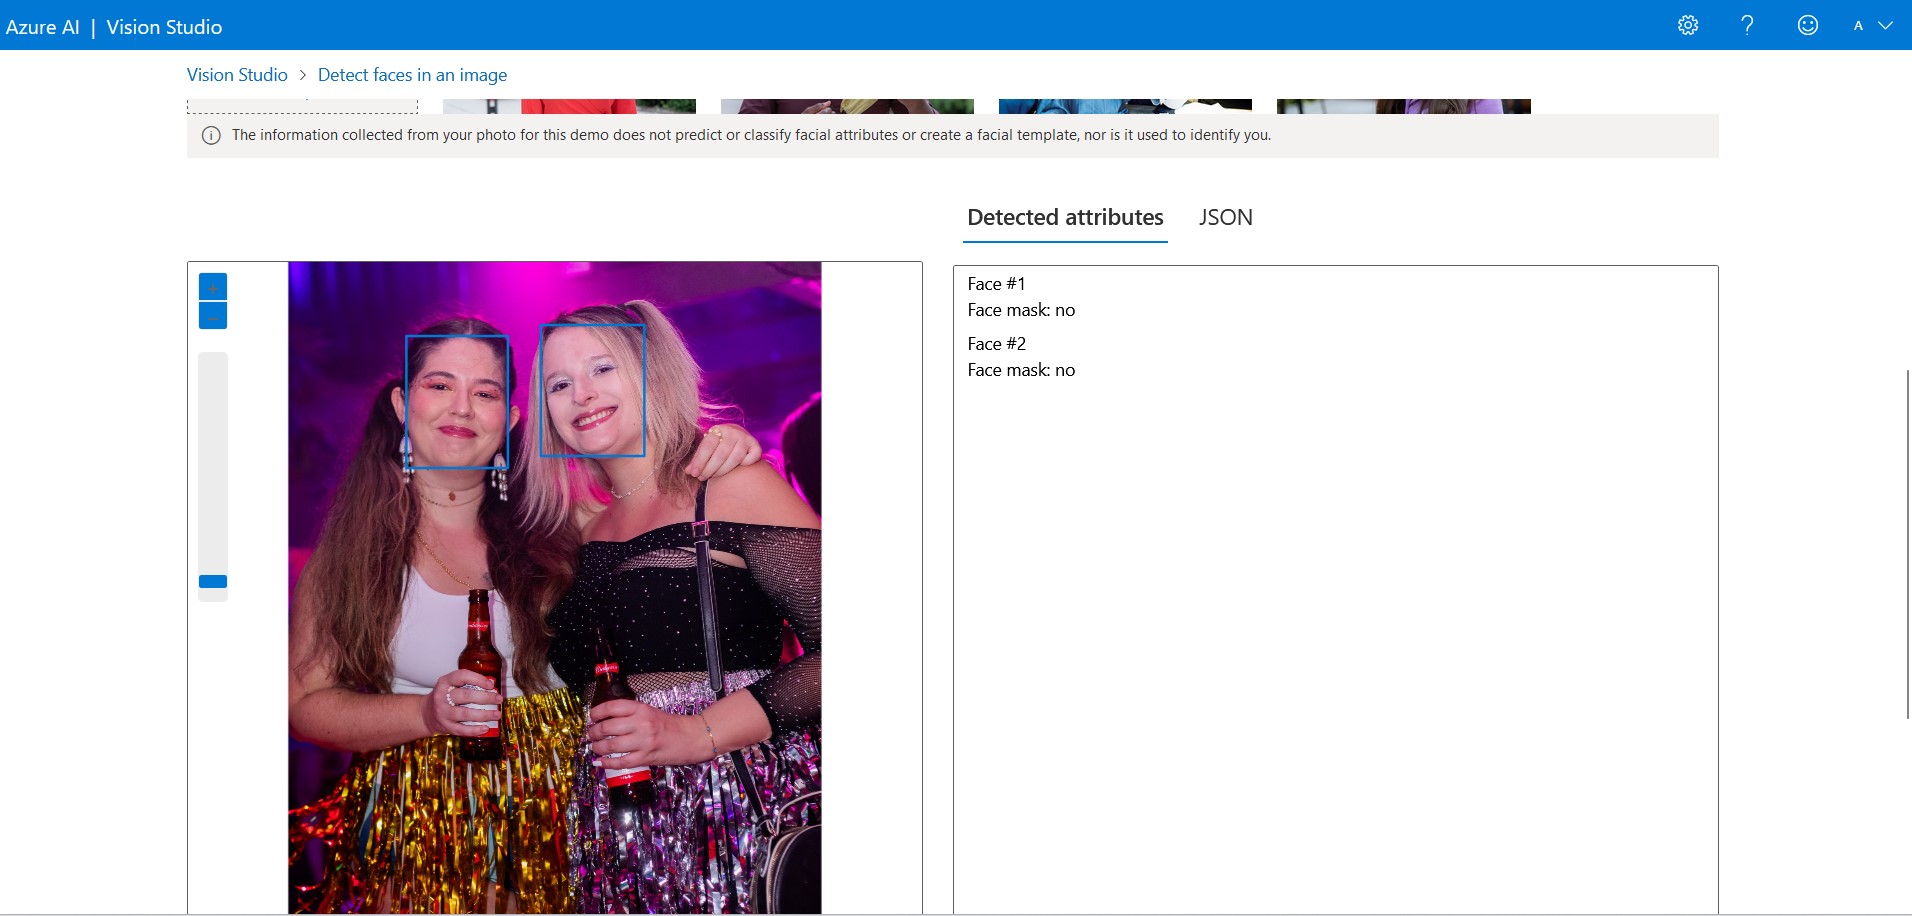 Azure AI | Vision Studio
A
Vision Studio > Detect faces in an image
The information collected from your photo for this demo does not predict or classify facial attributes or create a facial template, nor is it used to identify you.
Detected attributes JSON
+
-
Face #1
Face mask: no
Face #2
Face mask: no